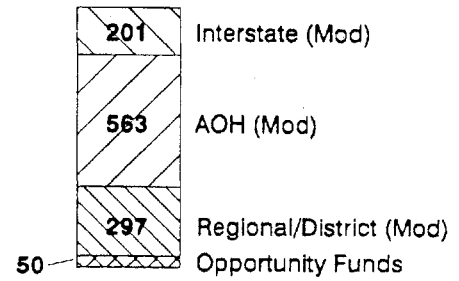 201 Interstate (Mod)
563 AOH (Mod)
297 Regional/District (Mod)
50 Opportunity Funds